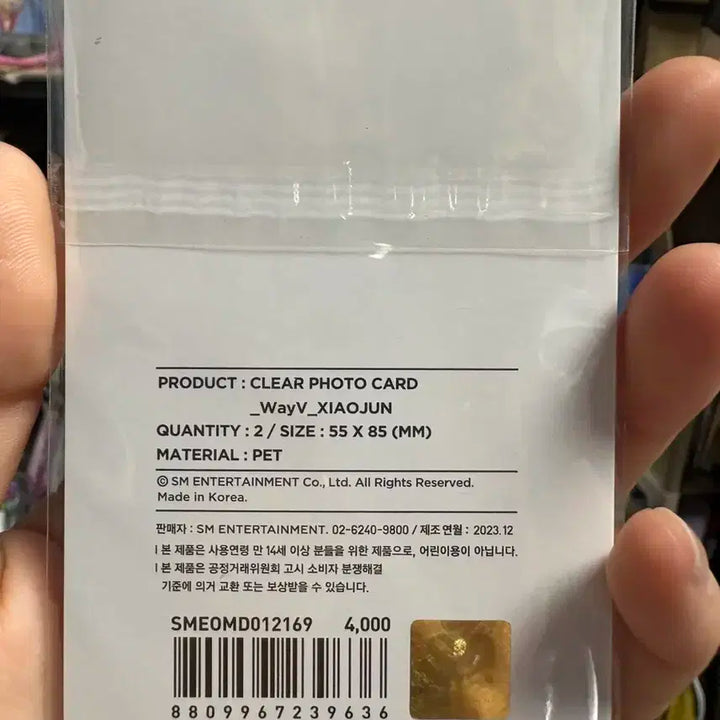 PRODUCT : CLEAR PHOTO CARD
_WayV_XIAOJUN
QUANTITY : 2 / SIZE : 55 X 85 (MM)
MATERIAL : PET
© SM ENTERTAINMENT Co., Ltd. All Rights Reserved.
Made in Korea.
판매자 : SM ENTERTAINMENT. 02-6240-9800 / 제조연월 : 2023.12
| 본 제품은 사용연령 만 14세 이상 분들을 위한 제품으로, 어린이용이 아닙니다.
| 본 제품은 공정거래위원회 고시 소비자 분쟁해결
기준에 의거 교환 또는 보상받을 수 있습니다.
SMEOMD012169 4,000
8809967239636